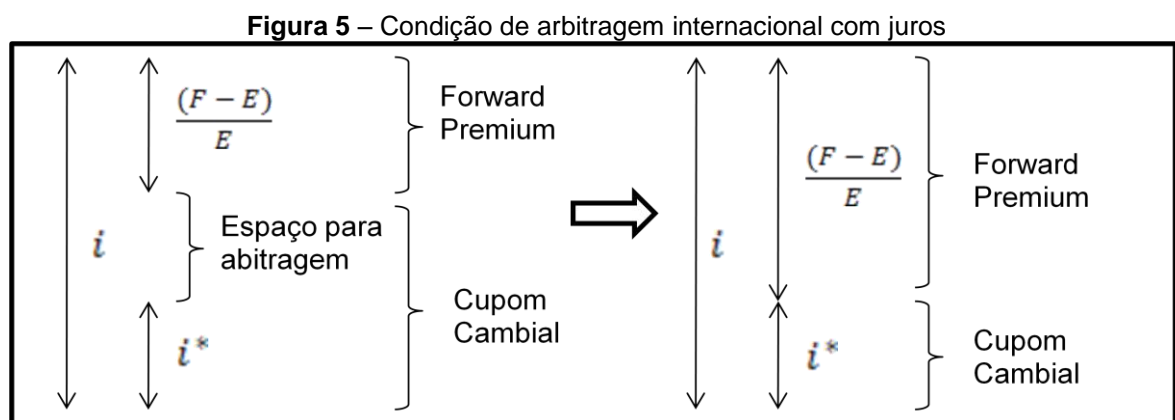 Figura 5 – Condição de arbitragem internacional com juros
(F − E)
E
Forward
Premium
i
Espaço para
abitragem
i*
Cupom
Cambial
(F − E)
E
Forward
Premium
i
i*
Cupom
Cambial